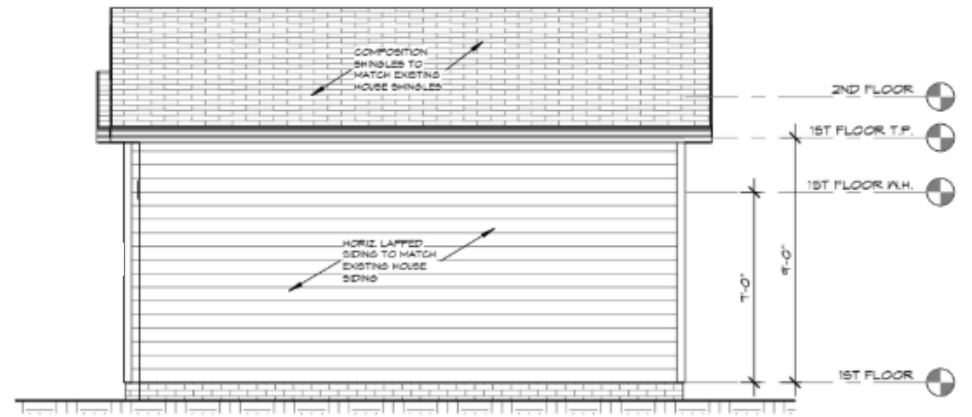 COMPOSITION
SHINGLES TO
MATCH EXISTING
HOUSE SHINGLES
2ND FLOOR
1ST FLOOR T.P.
1ST FLOOR W.H.
HORIZ. LAPPED
SIDING TO MATCH
EXISTING HOUSE
SIDING
7'-0"
9'-0"
1ST FLOOR